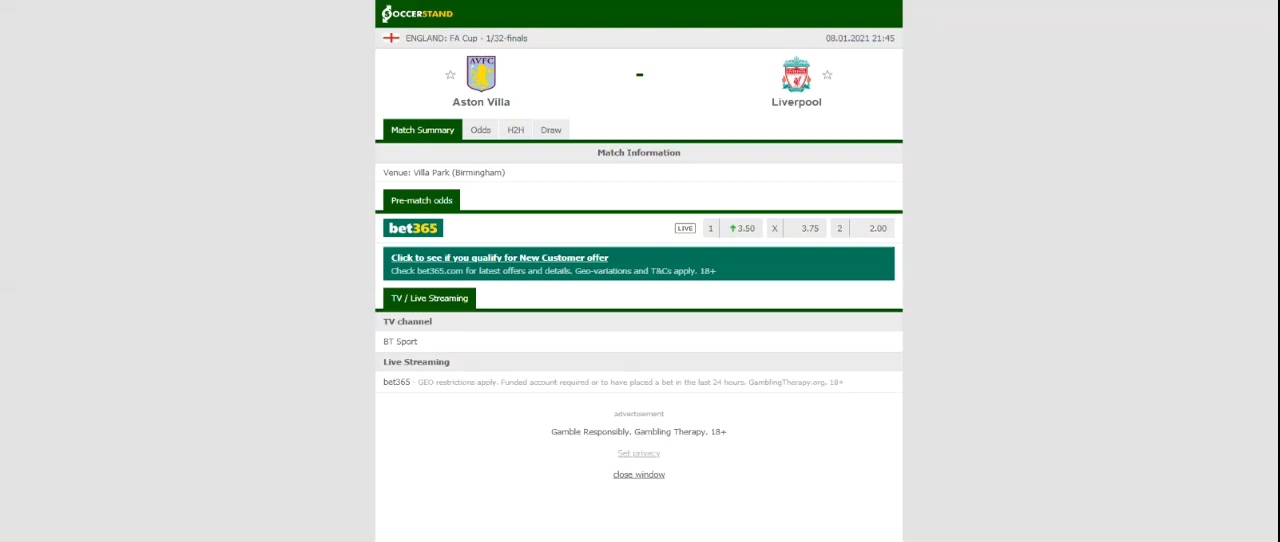 SOCCERSTAND
ENGLAND: FA Cup - 1/32-finals 08.01.2021 21:45
AVFC
Aston Villa
-
Liverpool
Match Summary Odds H2H Draw
Match Information
Venue: Villa Park (Birmingham)
Pre-match odds
bet365 LIVE 1 3.50 X 3.75 2 2.00
Click to see if you qualify for New Customer offer
Check bet365.com for latest offers and details. Geo-variations and T&Cs apply. 18+
TV / Live Streaming
TV channel
BT Sport
Live Streaming
bet365 - GEO restrictions apply. Funded account required or to have placed a bet in the last 24 hours. GamblingTherapy.org. 18+
advertisement
Gamble Responsibly. Gambling Therapy. 18+
Set privacy
close window